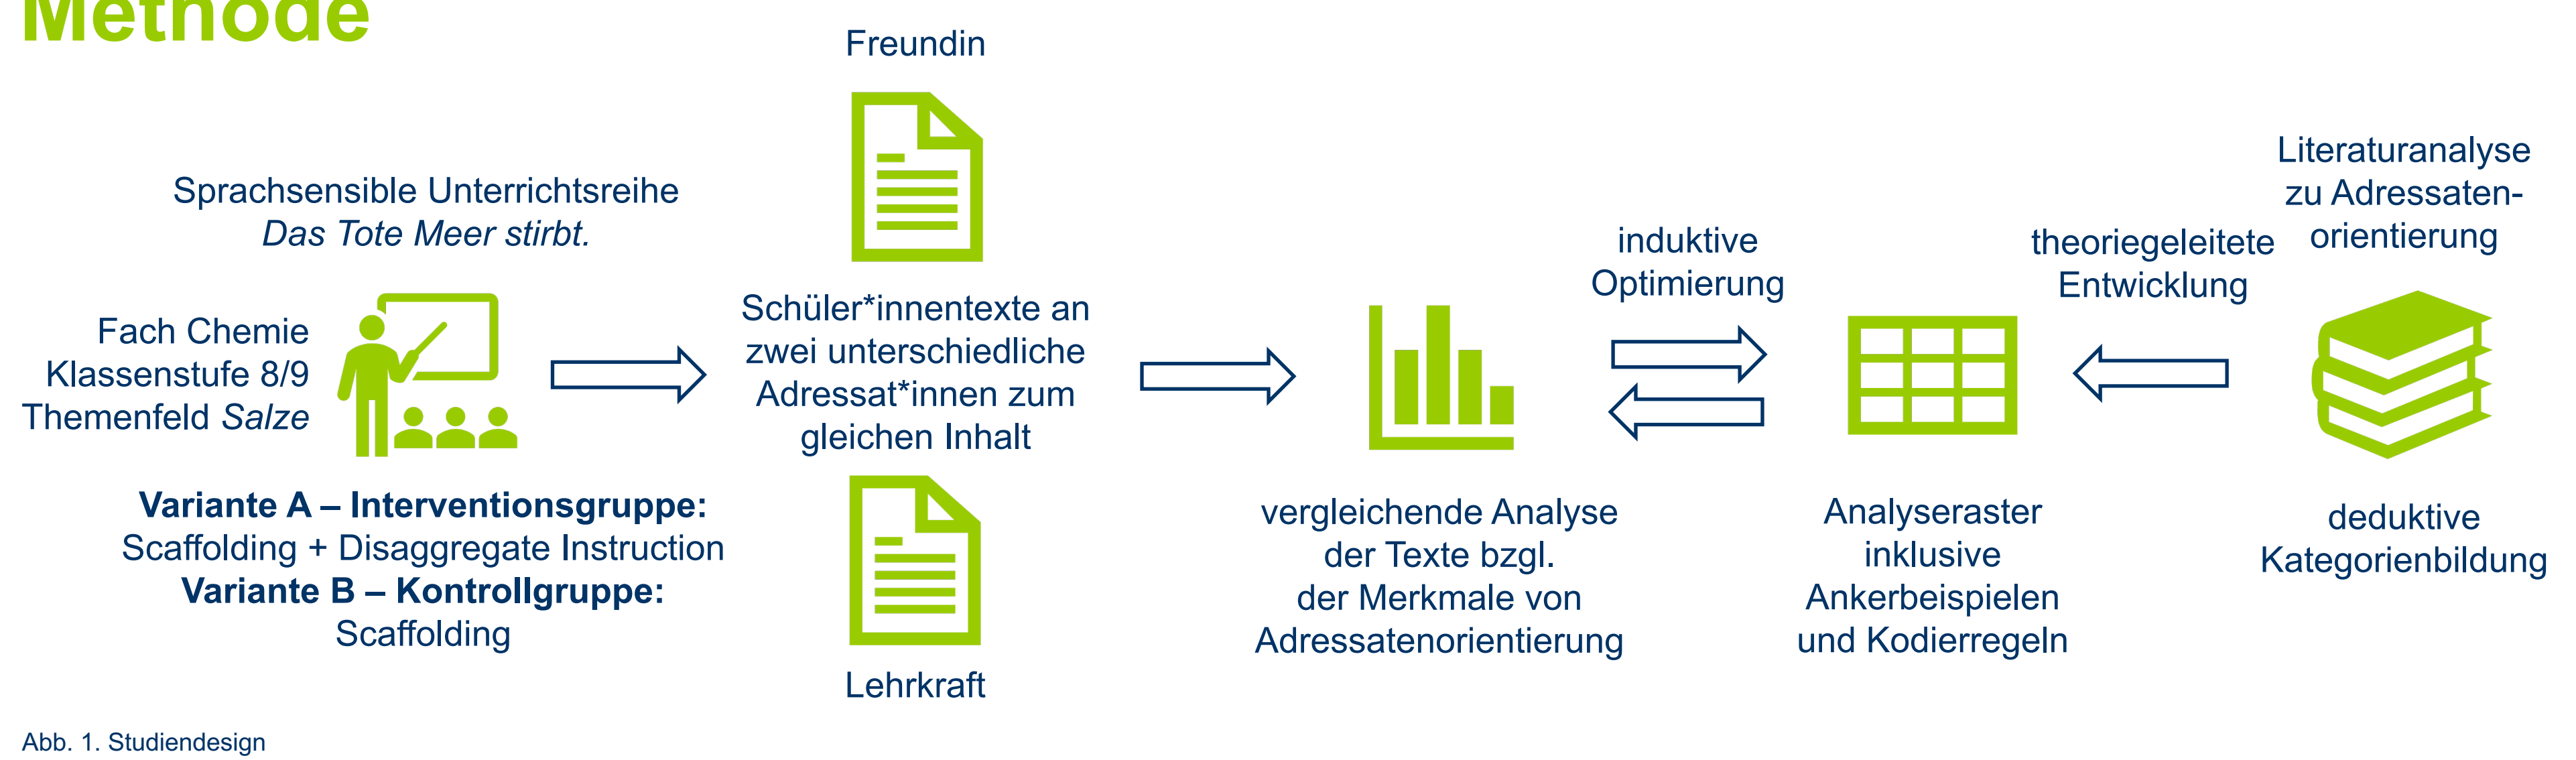 Methode
Sprachsensible Unterrichtsreihe
Das Tote Meer stirbt.
Fach Chemie
Klassenstufe 8/9
Themenfeld Salze
Variante A – Interventionsgruppe:
Scaffolding + Disaggregate Instruction
Variante B – Kontrollgruppe:
Scaffolding
Freundin
Schüler*innentexte an
zwei unterschiedliche
Adressat*innen zum
gleichen Inhalt
Lehrkraft
vergleichende Analyse
der Texte bzgl.
der Merkmale von
Adressatenorientierung
induktive
Optimierung
Analyseraster
inklusive
Ankerbeispielen
und Kodierregeln
theoriegeleitete
Entwicklung
Literaturanalyse
zu Adressaten-
orientierung
deduktive
Kategorienbildung
Abb. 1. Studiendesign